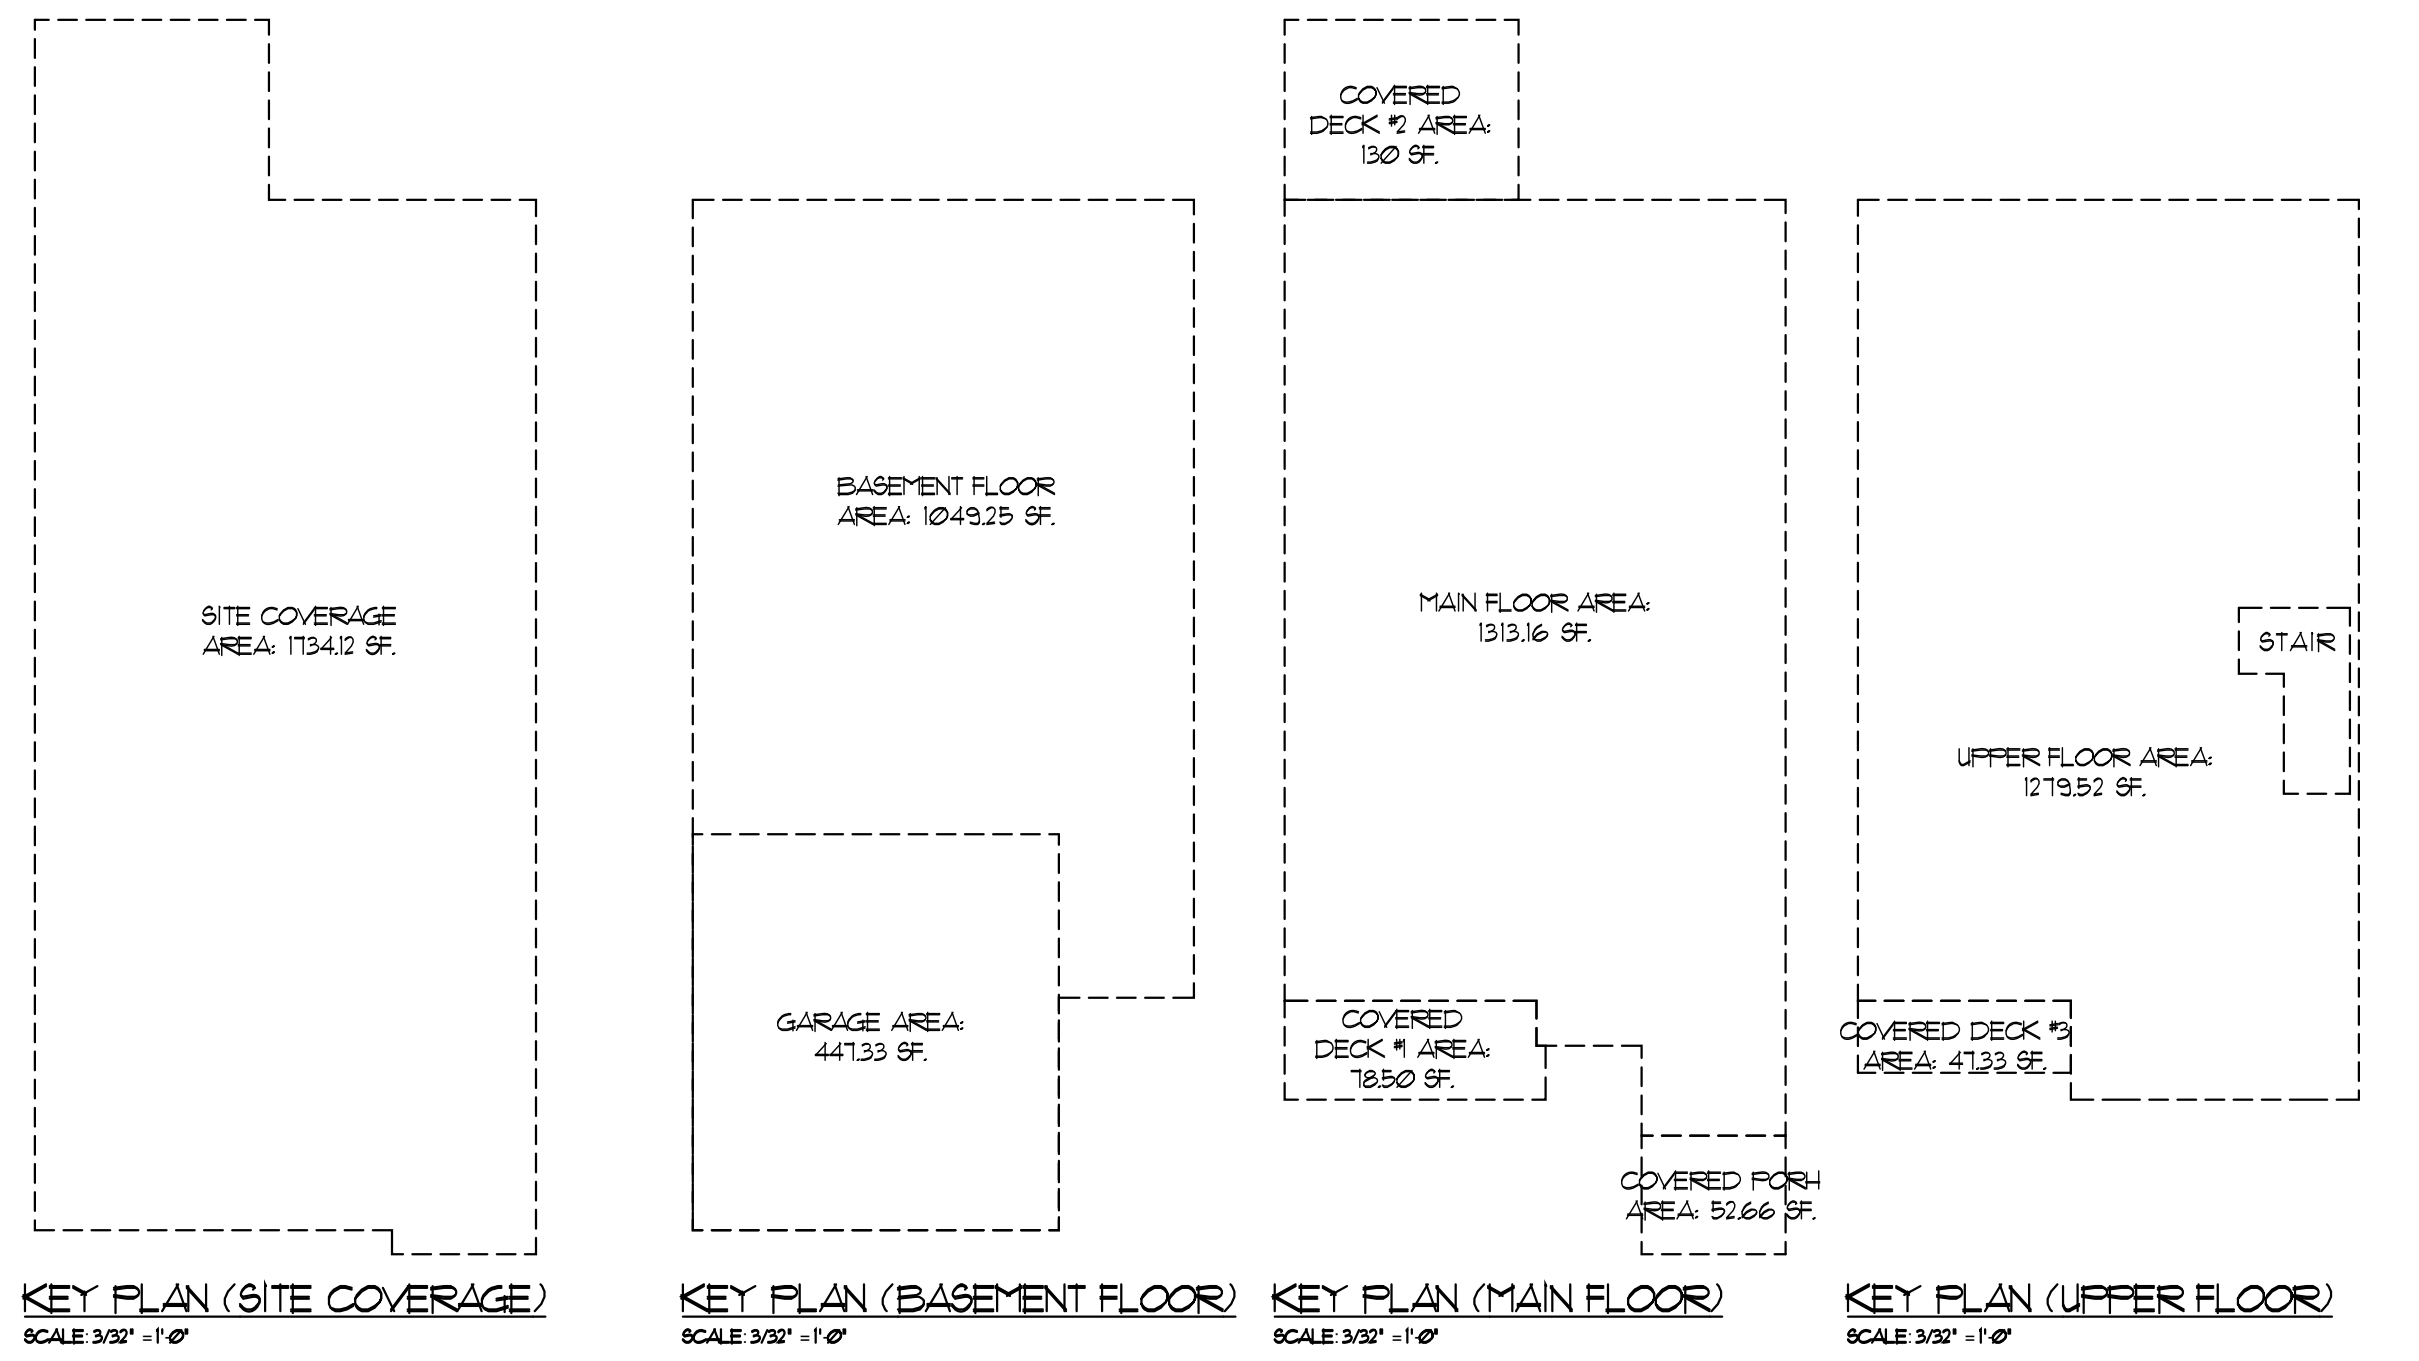 SITE COVERAGE
AREA: 1734.12 SF.
KEY PLAN (SITE COVERAGE)
SCALE: 3/32" = 1'-0"
BASEMENT FLOOR
AREA: 1049.25 SF.
GARAGE AREA:
447.33 SF.
KEY PLAN (BASEMENT FLOOR)
SCALE: 3/32" = 1'-0"
COVERED
DECK #2 AREA:
130 SF.
MAIN FLOOR AREA:
1313.16 SF.
COVERED
DECK #1 AREA:
78.50 SF.
COVERED PORH
AREA: 52.66 SF.
KEY PLAN (MAIN FLOOR)
SCALE: 3/32" = 1'-0"
STAIR
UPPER FLOOR AREA:
1279.52 SF.
COVERED DECK #3
AREA: 47.33 SF.
KEY PLAN (UPPER FLOOR)
SCALE: 3/32" = 1'-0"